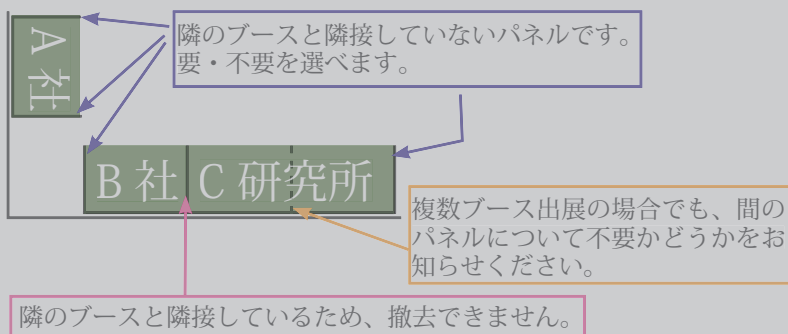 隣のブースと隣接していないパネルです。
要・不要を選べます。
A 社
B 社
C 研究所
複数ブース出展の場合でも、間の
パネルについて不要かどうかをお
知らせください。
隣のブースと隣接しているため、撤去できません。